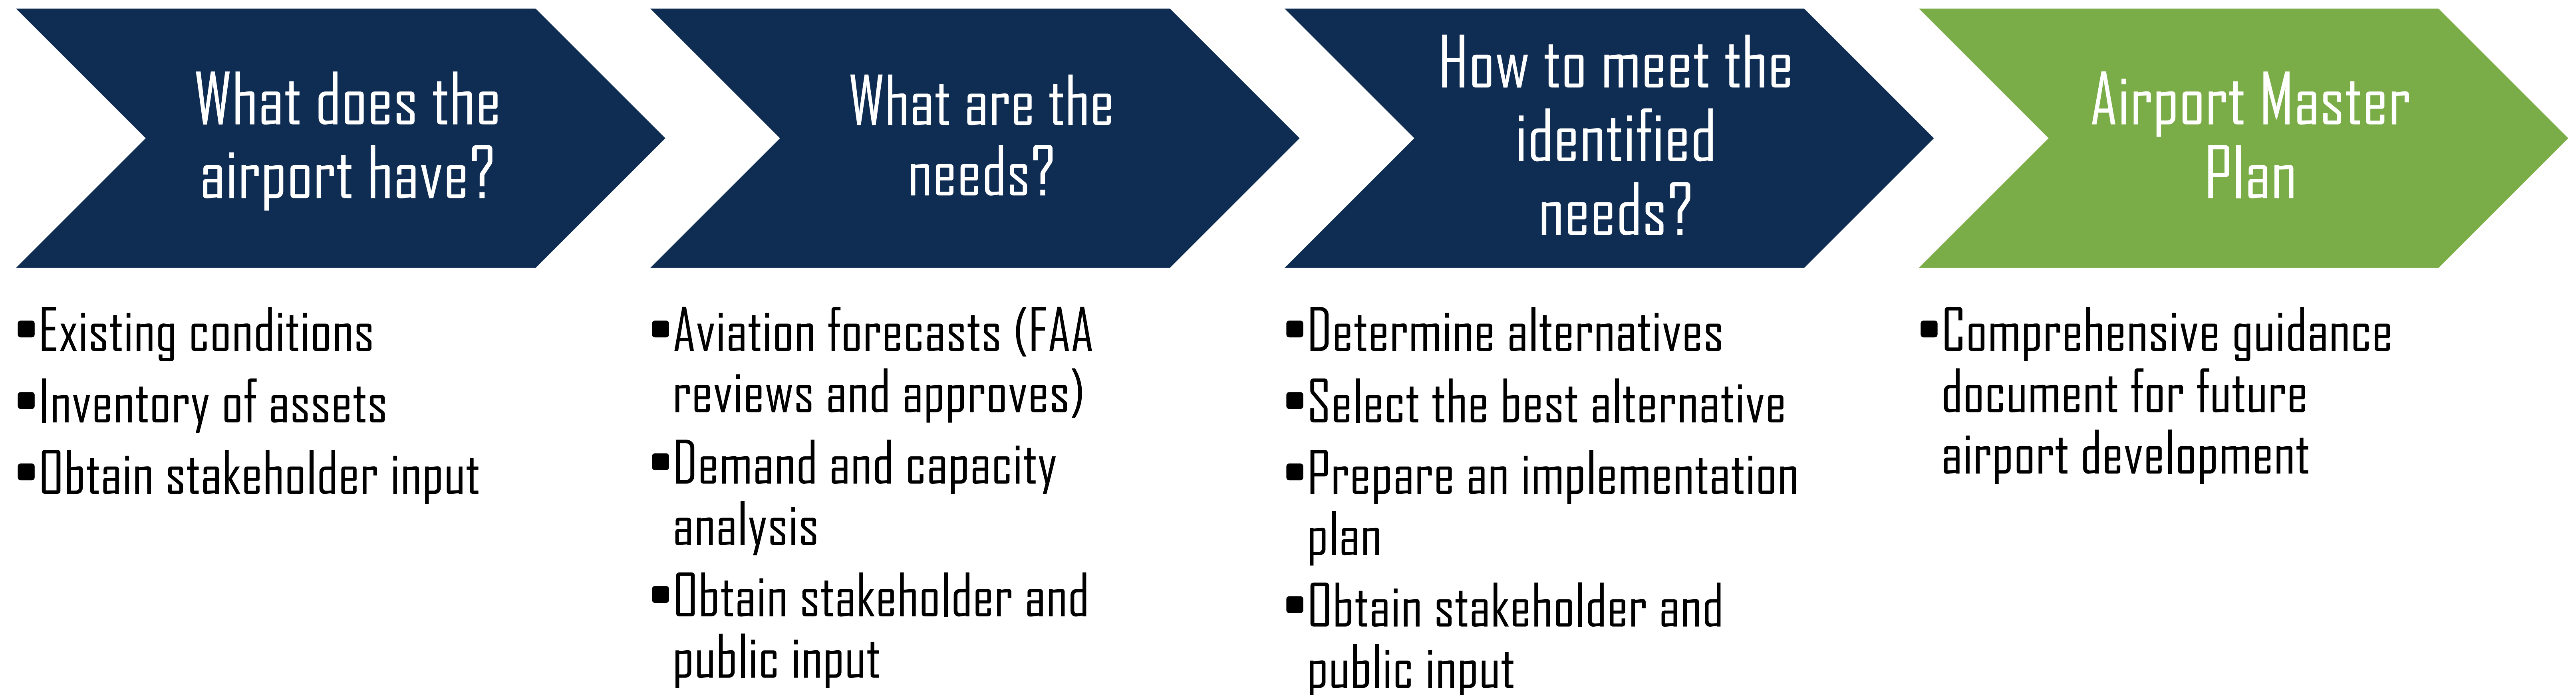 What does the
airport have?
▪Existing conditions
▪Inventory of assets
▪Obtain stakeholder input
What are the
needs?
▪Aviation forecasts (FAA
reviews and approves)
▪Demand and capacity
analysis
▪Obtain stakeholder and
public input
How to meet the
identified
needs?
▪Determine alternatives
▪Select the best alternative
▪Prepare an implementation
plan
▪Obtain stakeholder and
public input
Airport Master
Plan
▪Comprehensive guidance
document for future
airport development